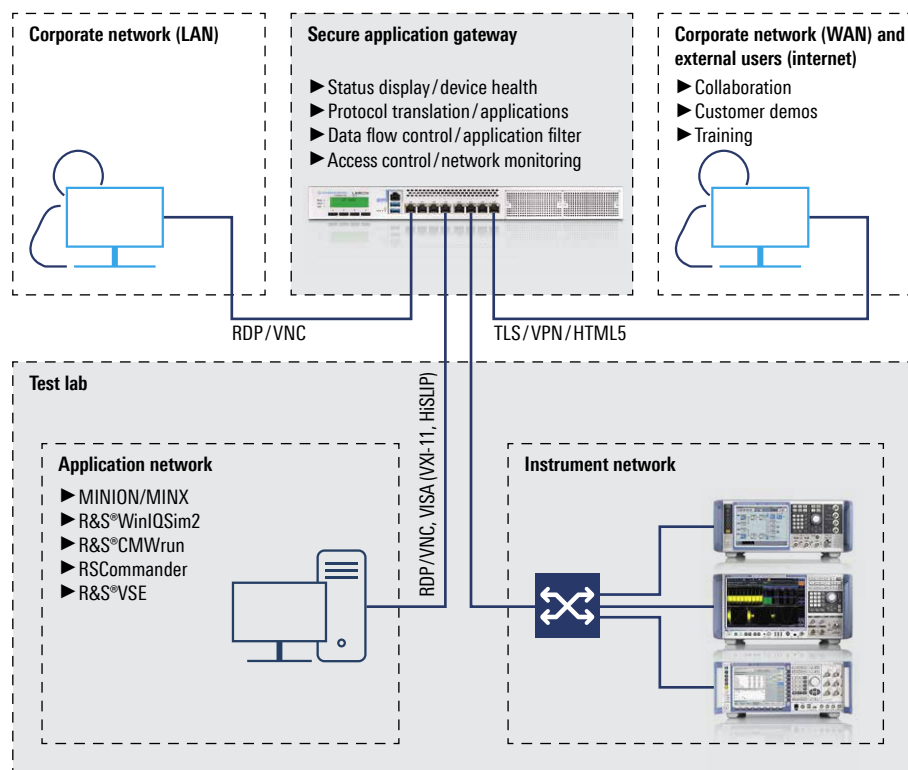 Corporate network (LAN)
Secure application gateway
► Status display/device health
► Protocol translation/applications
► Data flow control/application filter
► Access control/network monitoring
Corporate network (WAN) and
external users (internet)
► Collaboration
► Customer demos
► Training
RDP/VNC
TLS/VPN/HTML5
Test lab
RDP/VNC, VISA (VXI-11, HiSLIP)
Application network
► MINION/MINX
► R&S®WinIQSim2
► R&S®CMWrun
► RSCommander
► R&S®VSE
Instrument network